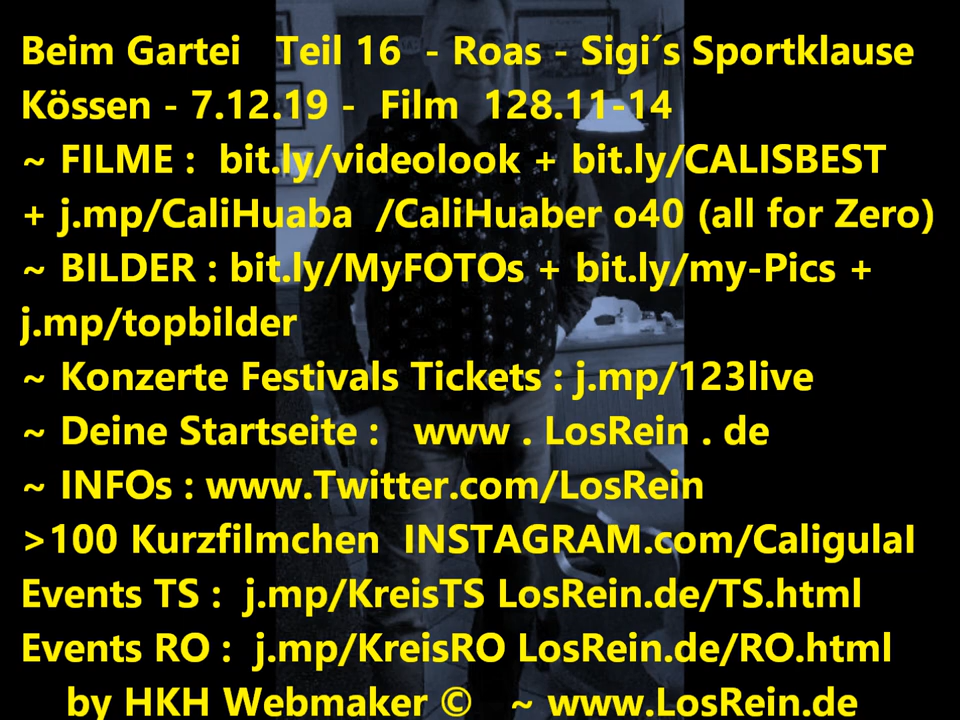 Beim Gartei   Teil 16  - Roas - Sigi´s Sportklause
Kössen - 7.12.19 -  Film  128.11-14
~ FILME :  bit.ly/videolook + bit.ly/CALISBEST
+ j.mp/CaliHuaba  /CaliHuaber o40 (all for Zero)
~ BILDER : bit.ly/MyFOTOs + bit.ly/my-Pics +
j.mp/topbilder
~ Konzerte Festivals Tickets : j.mp/123live
~ Deine Startseite :   www . LosRein . de
~ INFOs : www.Twitter.com/LosRein
>100 Kurzfilmchen  INSTAGRAM.com/CaligulaI
Events TS :  j.mp/KreisTS LosRein.de/TS.html
Events RO :  j.mp/KreisRO LosRein.de/RO.html
by HKH Webmaker ©   ~ www.LosRein.de